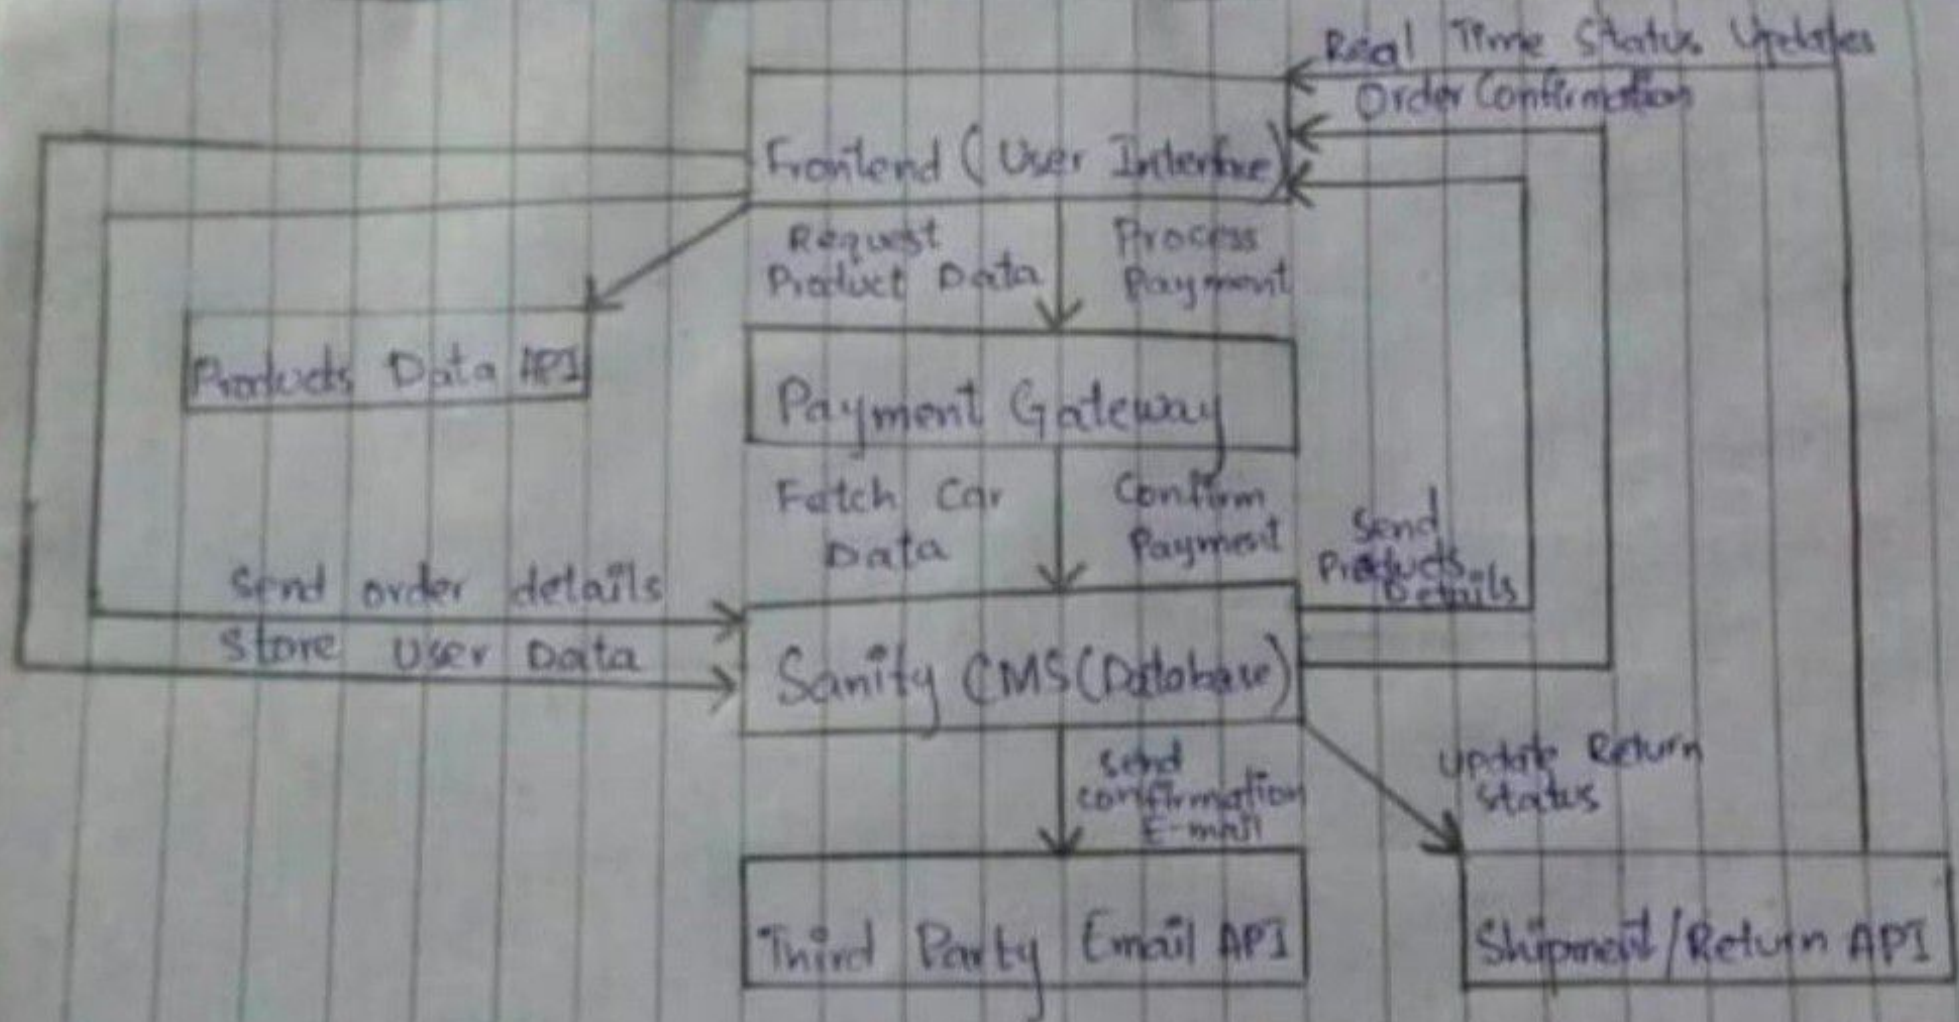 Real Time Status Updates
Order Confirmation
Frontend (User Interface)
Request
Product Data
Process
Payment
Products Data API
Payment Gateway
Fetch Car
Data
Confirm
Payment
Send
Products
Details
Send order details
Store User Data
Sanity CMS (Database)
Send
confirmation
E-mail
Update Return
Status
Third Party Email API
Shipment/Return API